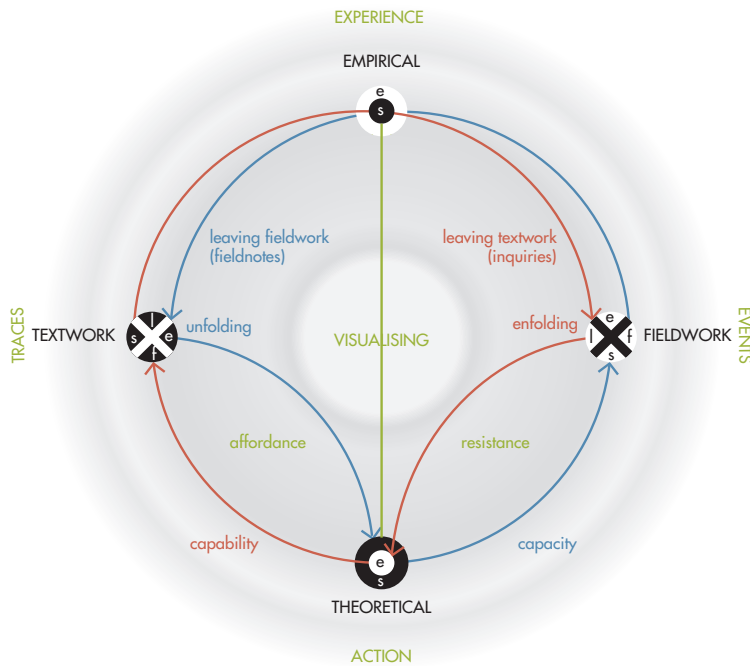 EXPERIENCE
EMPIRICAL
e
s
leaving fieldwork
(fieldnotes)
leaving textwork
(inquiries)
TRACES
TEXTWORK
l
s
e
f
unfolding
VISUALISING
enfolding
e
l
f
s
FIELDWORK
EVENTS
affordance
resistance
capability
capacity
e
s
THEORETICAL
ACTION